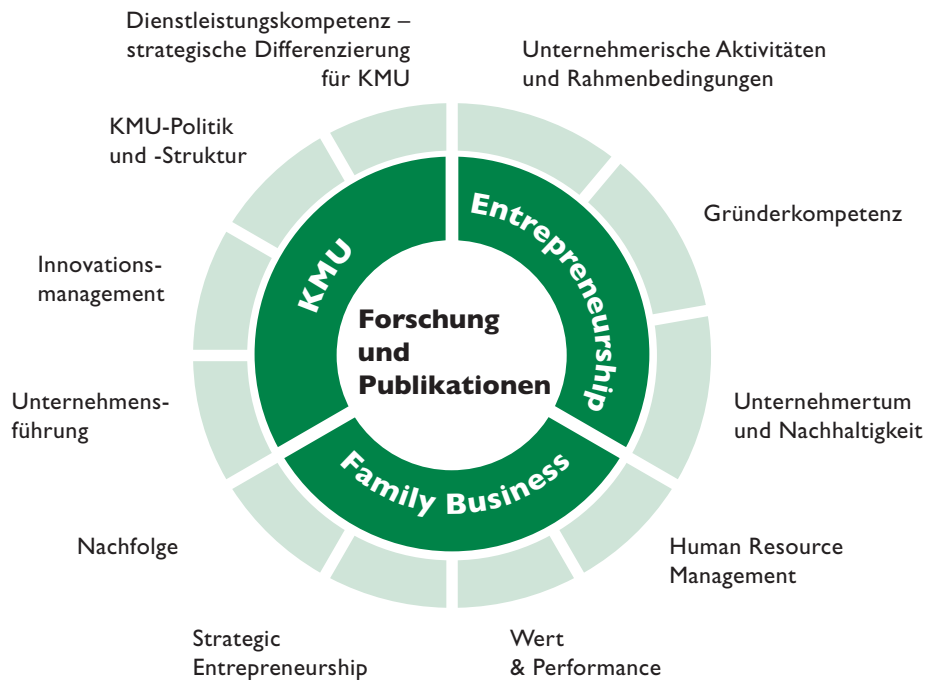 Dienstleistungskompetenz –
strategische Differenzierung
für KMU
Unternehmerische Aktivitäten
und Rahmenbedingungen
KMU-Politik
und -Struktur
Gründerkompetenz
Innovations-
management
KMU
Entrepreneurship
Forschung
und
Publikationen
Unternehmens-
führung
Unternehmertum
und Nachhaltigkeit
Family Business
Nachfolge
Human Resource
Management
Strategic
Entrepreneurship
Wert
& Performance